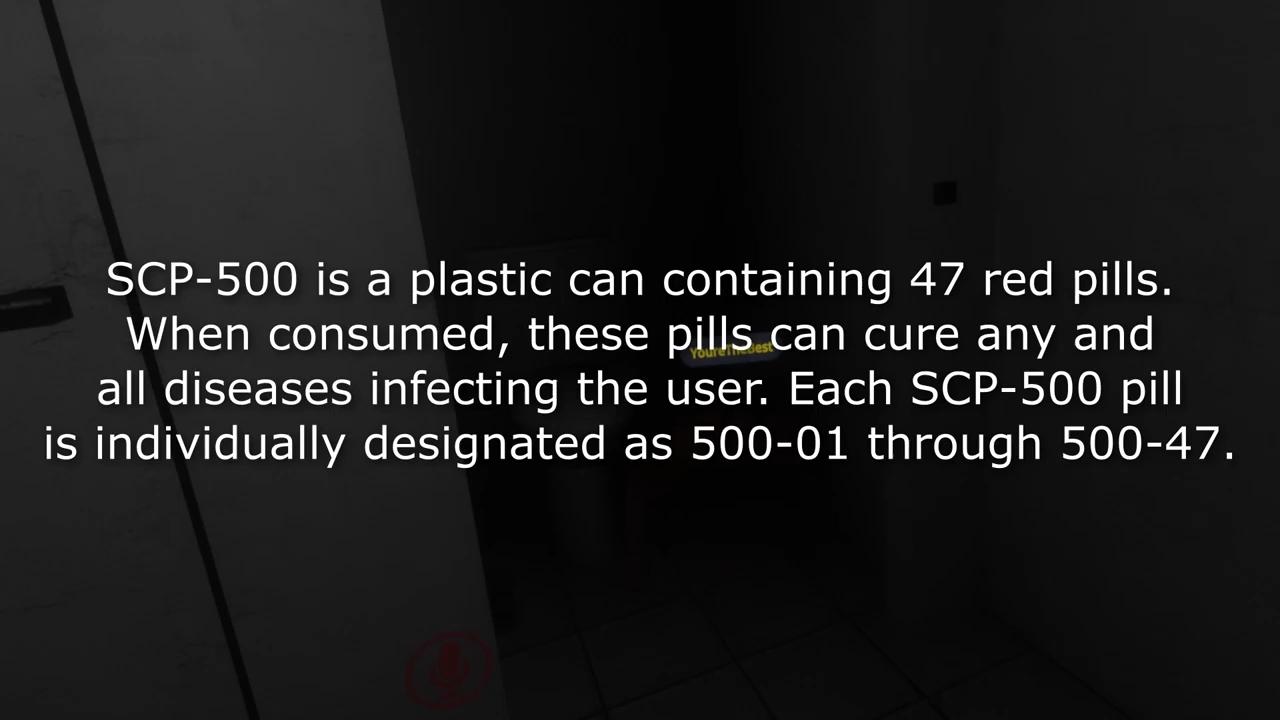 SCP-500 is a plastic can containing 47 red pills.
When consumed, these pills can cure any and
YoureTheBest
all diseases infecting the user. Each SCP-500 pill
is individually designated as 500-01 through 500-47.